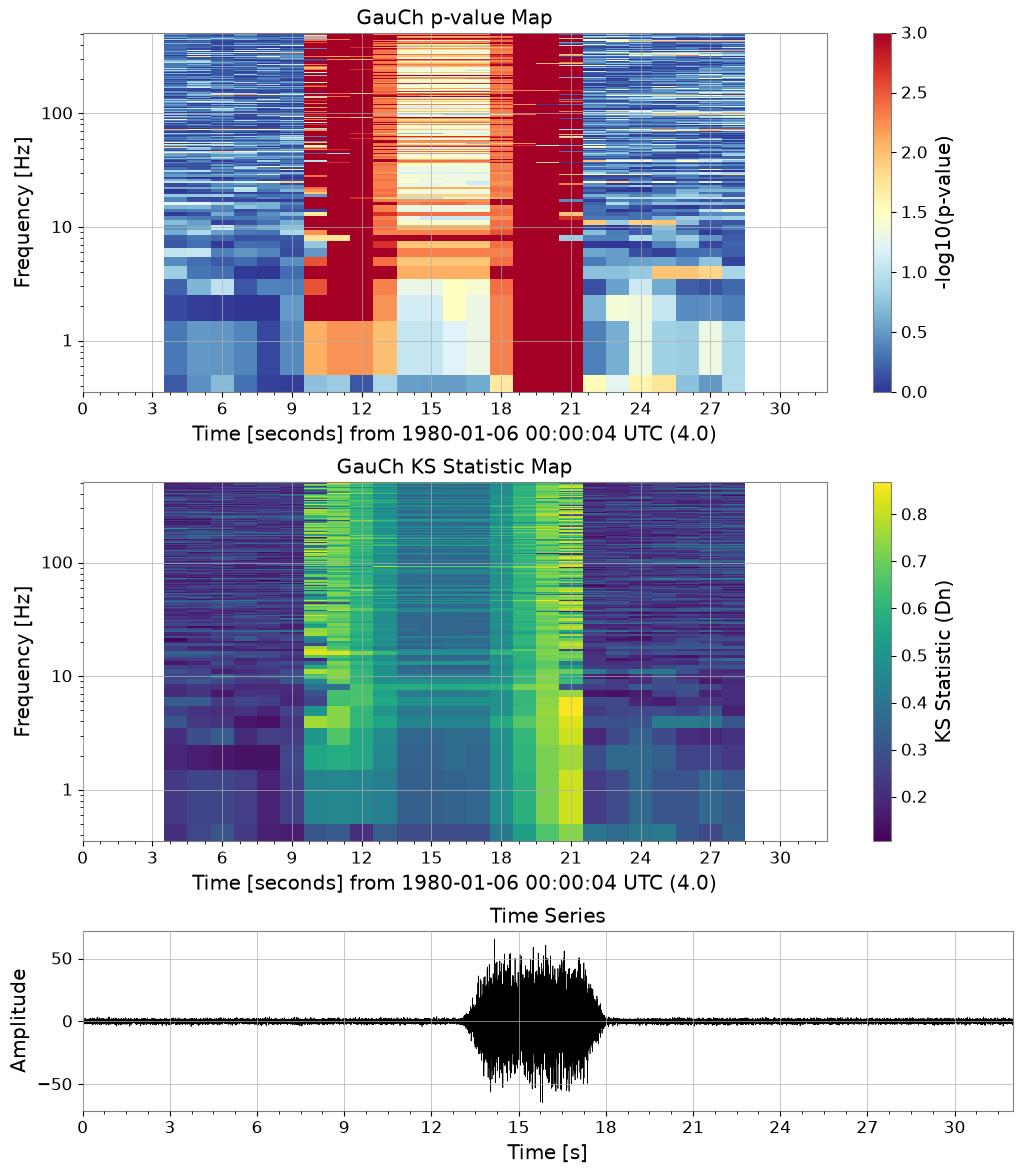 GauCh p-value Map
Frequency [Hz]
100
10
1
0 3 6 9 12 15 18 21 24 27 30
Time [seconds] from 1980-01-06 00:00:04 UTC (4.0)
3.0
2.5
2.0
1.5
1.0
0.5
0.0
-log10(p-value)
GauCh KS Statistic Map
Frequency [Hz]
100
10
1
0 3 6 9 12 15 18 21 24 27 30
Time [seconds] from 1980-01-06 00:00:04 UTC (4.0)
0.8
0.7
0.6
0.5
0.4
0.3
0.2
KS Statistic (Dn)
Time Series
Amplitude
50
0
−50
0 3 6 9 12 15 18 21 24 27 30
Time [s]